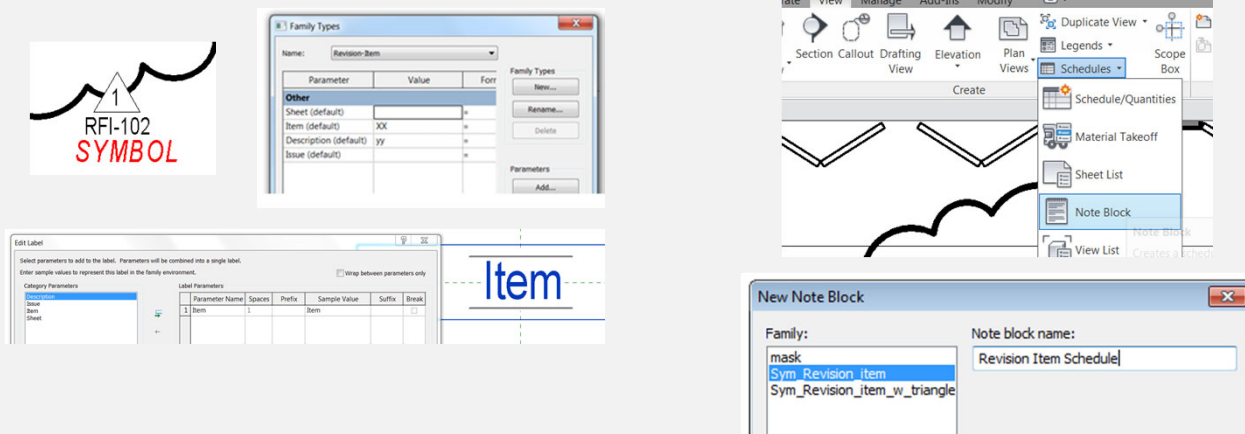 1
RFI-102
SYMBOL
Family Types
Name: Revision-Item
Parameter Value Forr
Other
Sheet (default) =
Item (default) XX =
Description (default) yy =
Issue (default) =
Family Types
New...
Rename...
Delete
Parameters
Add...
Edit Label
Select parameters to add to the label. Parameters will be combined into a single label.
Enter sample values to represent this label in the family environment.
Wrap between parameters only
Category Parameters
Label Parameters
Description
Issue
Item
Sheet
Parameter Name Spaces Prefix Sample Value Suffix Break
1 Item 1 Item
Item
View Manage Add-Ins Modify
Section Callout Drafting View
Elevation
Plan Views
Duplicate View
Legends
Schedules
Scope Box
Create
Schedule/Quantities
Material Takeoff
Sheet List
Note Block
Note Block
View List
Creates a sched
New Note Block
Family:
mask
Sym_Revision_item
Sym_Revision_item_w_triangle
Note block name:
Revision Item Schedule